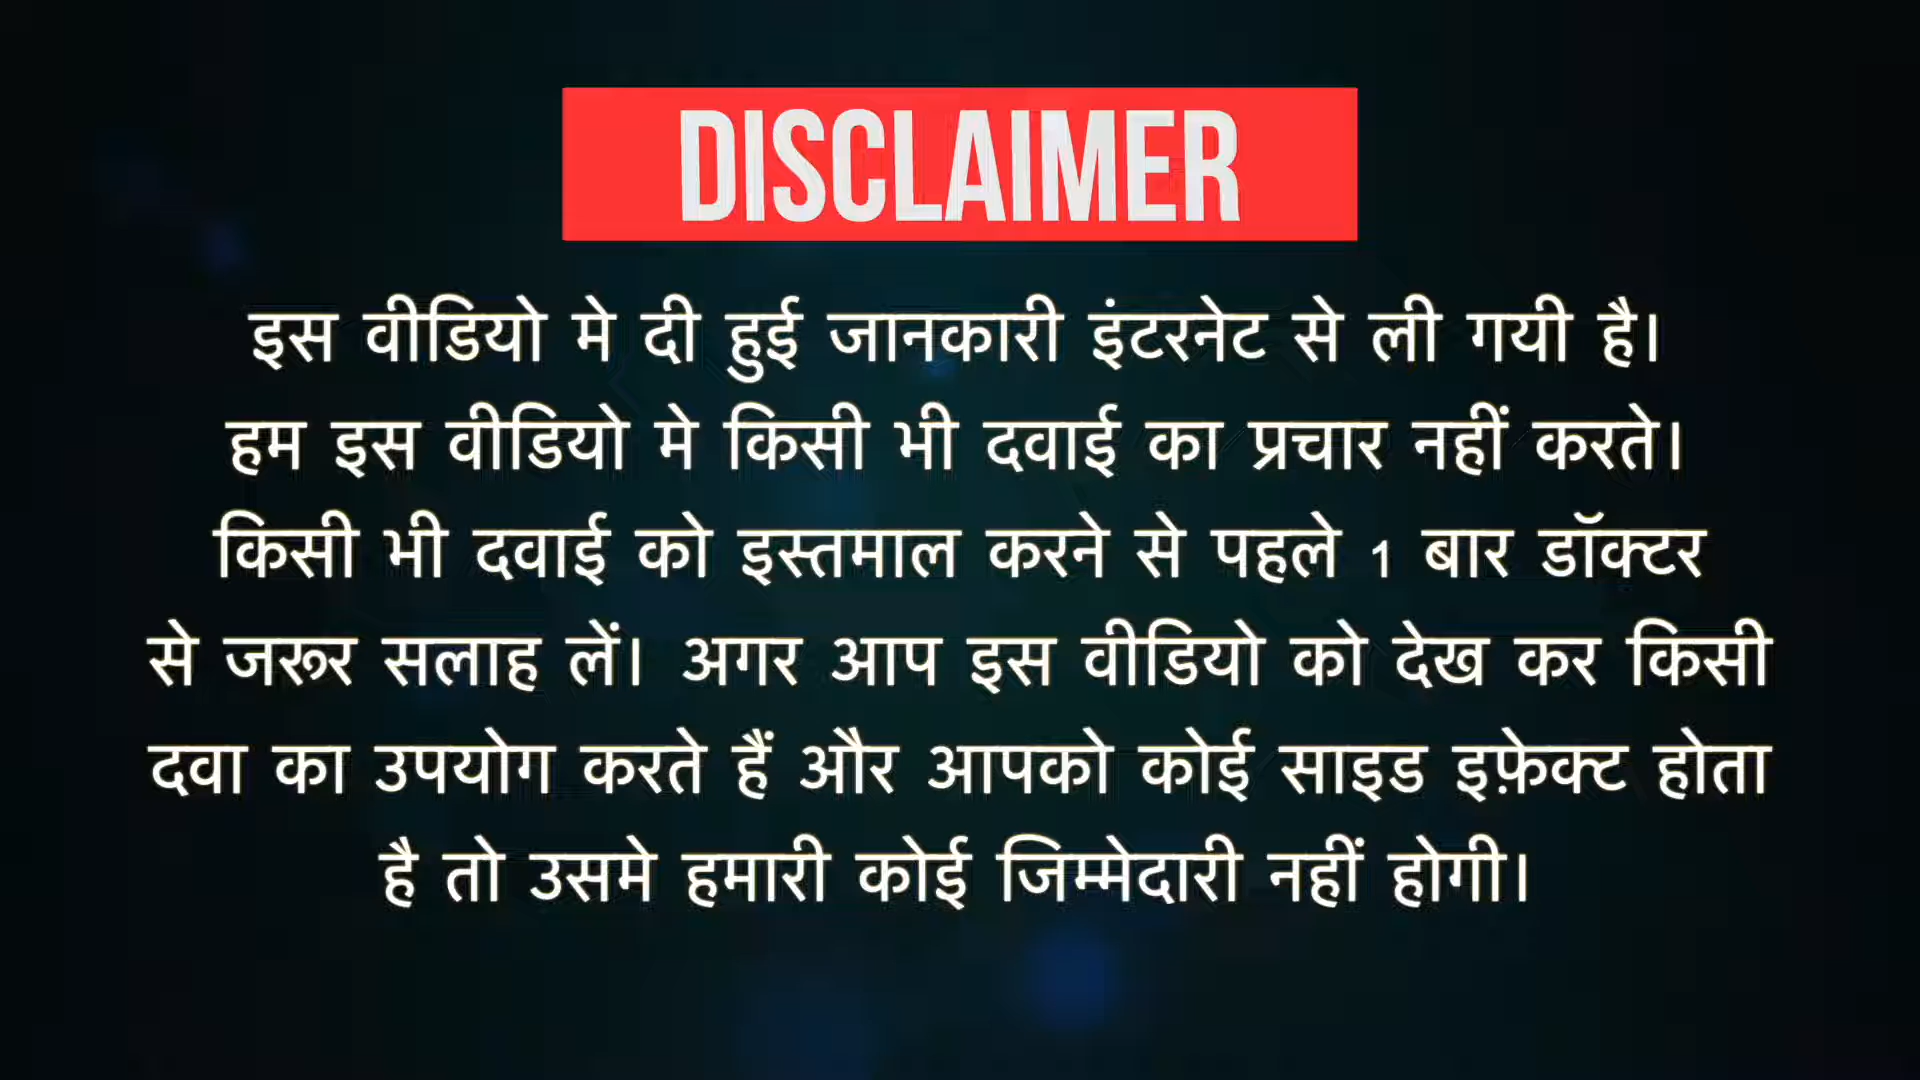 DISCLAIMER
इस वीडियो मे दी हुई जानकारी इंटरनेट से ली गयी है।
हम इस वीडियो मे किसी भी दवाई का प्रचार नहीं करते।
किसी भी दवाई को इस्तमाल करने से पहले 1 बार डॉक्टर
से जरूर सलाह लें। अगर आप इस वीडियो को देख कर किसी
दवा का उपयोग करते हैं और आपको कोई साइड इफ़ेक्ट होता
है तो उसमे हमारी कोई जिम्मेदारी नहीं होगी।